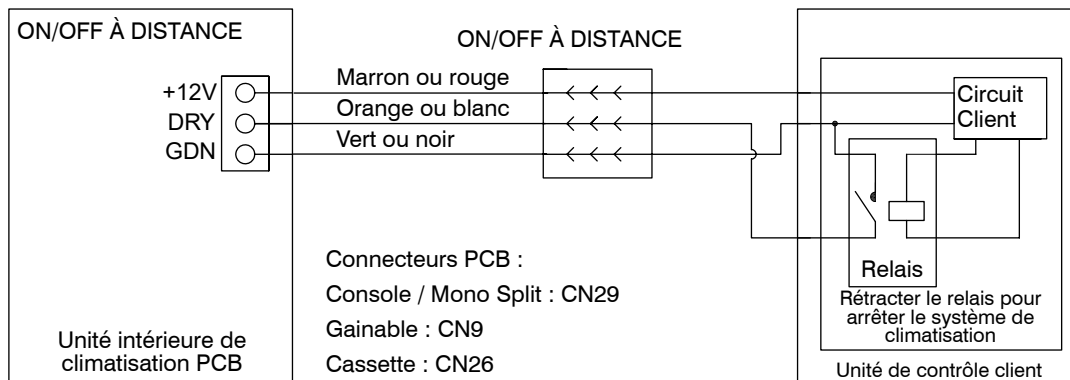 ON/OFF À DISTANCE
+12V
DRY
GDN
Unité intérieure de
climatisation PCB
ON/OFF À DISTANCE
Marron ou rouge
Orange ou blanc
Vert ou noir
Connecteurs PCB :
Console / Mono Split : CN29
Gainable : CN9
Cassette : CN26
Circuit
Client
Relais
Rétracter le relais pour
arrêter le système de
climatisation
Unité de contrôle client